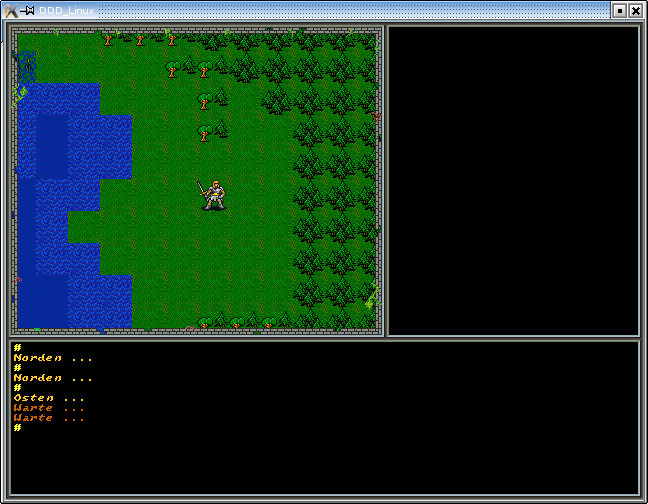 DDD_Linux
#
Norden ...
#
Norden ...
#
Osten ...
Warte ...
Warte ...
#